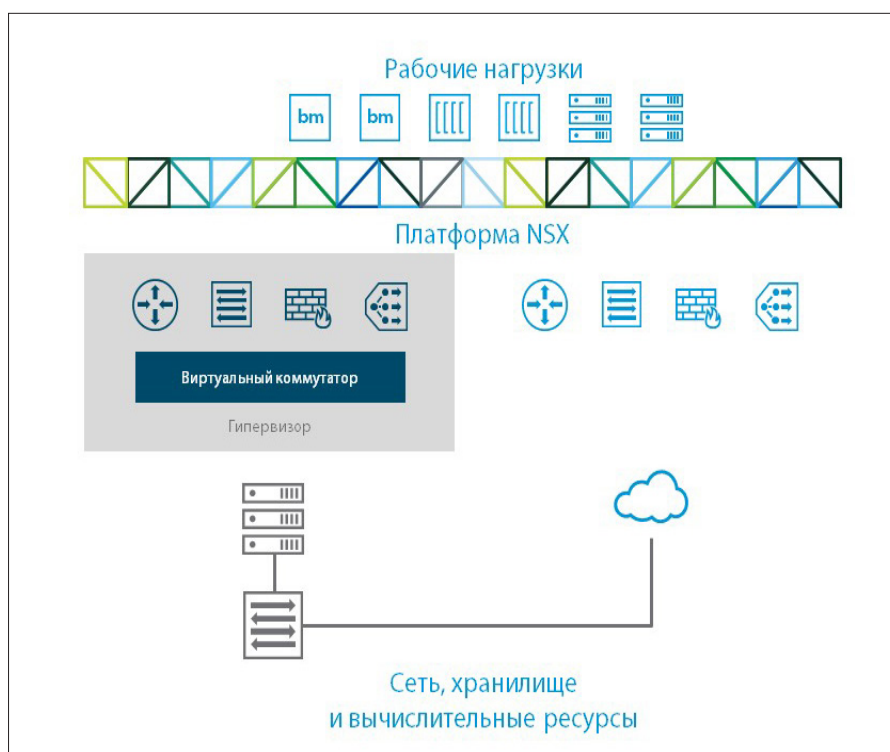 Рабочие нагрузки
bm bm
Платформа NSX
Виртуальный коммутатор
Гипервизор
Сеть, хранилище
и вычислительные ресурсы